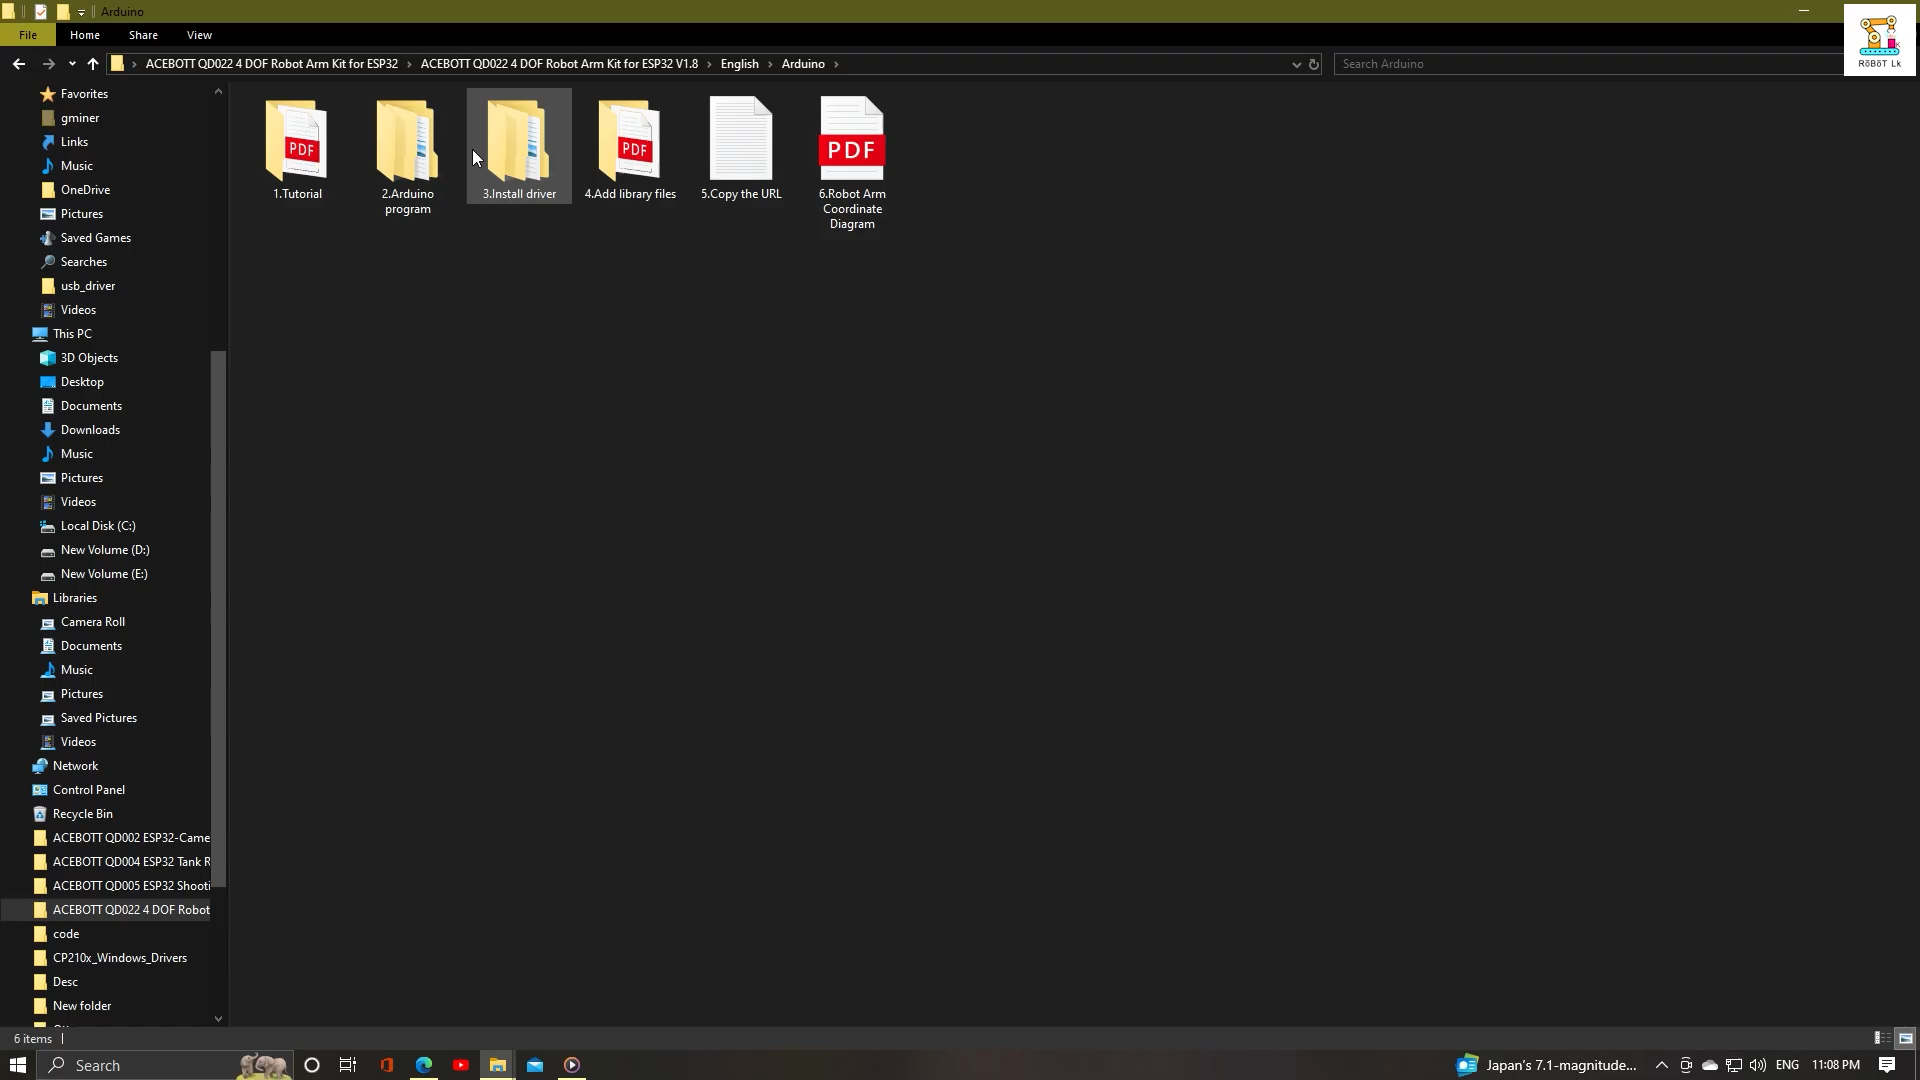 Arduino
File Home Share View
ACEBOTT QD022 4 DOF Robot Arm Kit for ESP32 ACEBOTT QD022 4 DOF Robot Arm Kit for ESP32 V1.8 English Arduino
Search Arduino
RōBōT Lk
Favorites
gminer
Links
Music
OneDrive
Pictures
Saved Games
Searches
usb_driver
Videos
This PC
3D Objects
Desktop
Documents
Downloads
Music
Pictures
Videos
Local Disk (C:)
New Volume (D:)
New Volume (E:)
Libraries
Camera Roll
Documents
Music
Pictures
Saved Pictures
Videos
Network
Control Panel
Recycle Bin
ACEBOTT QD002 ESP32-Came
ACEBOTT QD004 ESP32 Tank R
ACEBOTT QD005 ESP32 Shooti
ACEBOTT QD022 4 DOF Robot
code
CP210x_Windows_Drivers
Desc
New folder
PDF
1.Tutorial
2.Arduino
program
3.Install driver
PDF
4.Add library files
5.Copy the URL
PDF
6.Robot Arm
Coordinate
Diagram
6 items
Search
Japan's 7.1-magnitude...
ENG
11:08 PM